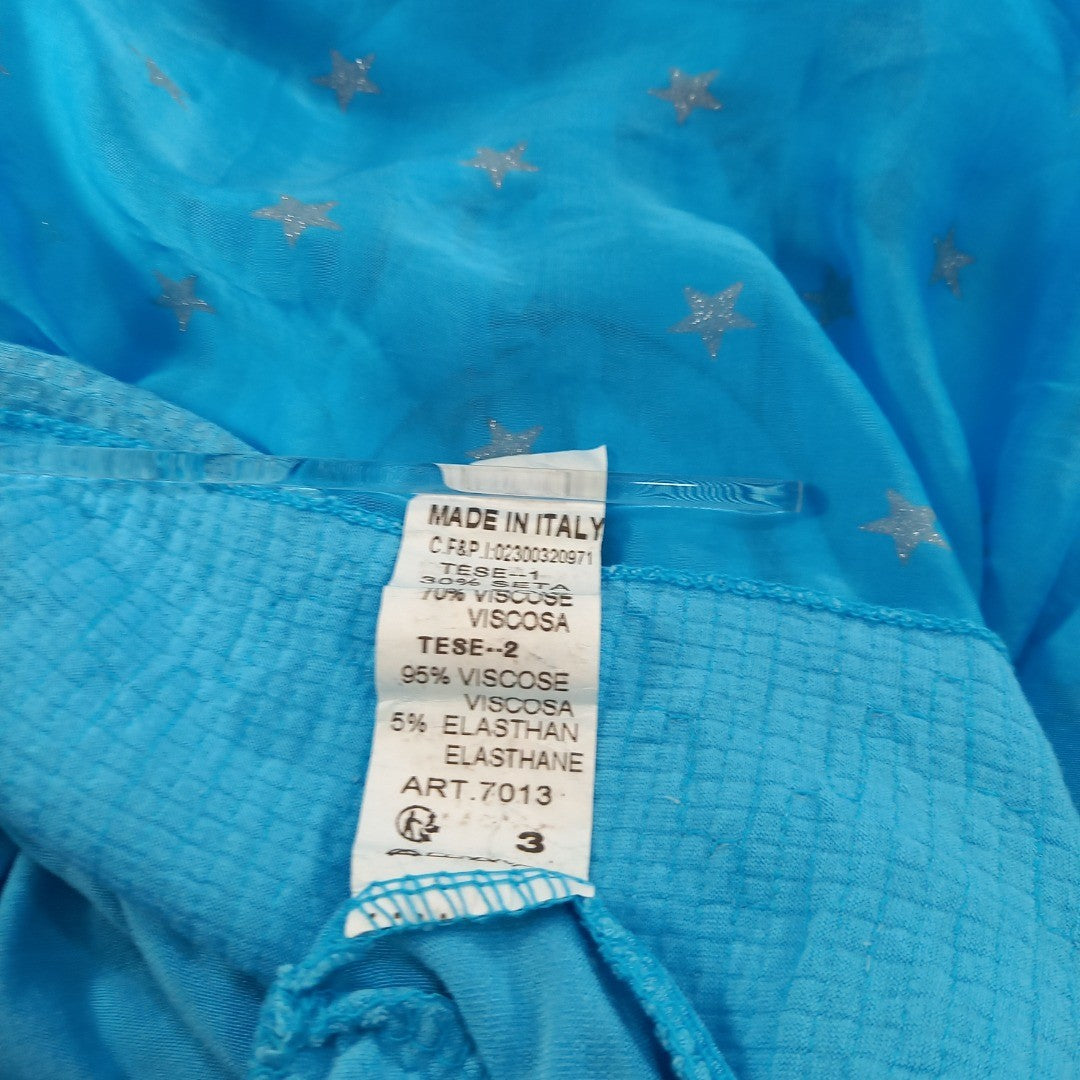 MADE IN ITALY
C.F&P.I:02300320971
TESE--1
30% SETA
70% VISCOSE
VISCOSA
TESE--2
95% VISCOSE
VISCOSA
5% ELASTHAN
ELASTHANE
ART.7013
3